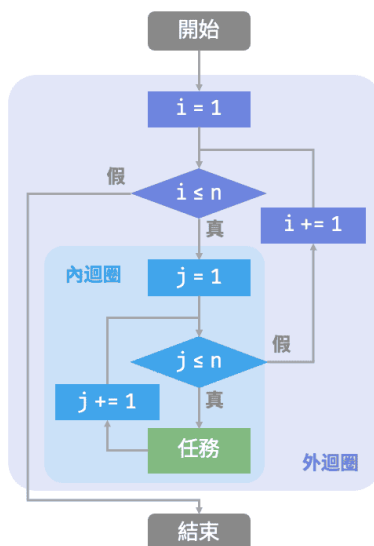 開始
i = 1
假
i ≤ n
i += 1
真
內迴圈
j = 1
j ≤ n
假
j += 1
真
任務
外迴圈
結束